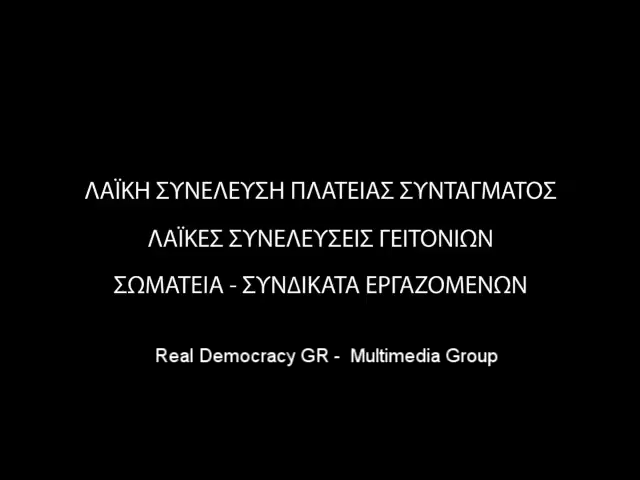 ΛΑΪΚΗ ΣΥΝΕΛΕΥΣΗ ΠΛΑΤΕΙΑΣ ΣΥΝΤΑΓΜΑΤΟΣ
ΛΑΪΚΕΣ ΣΥΝΕΛΕΥΣΕΙΣ ΓΕΙΤΟΝΙΩΝ
ΣΩΜΑΤΕΙΑ - ΣΥΝΔΙΚΑΤΑ ΕΡΓΑΖΟΜΕΝΩΝ
Real Democracy GR - Multimedia Group